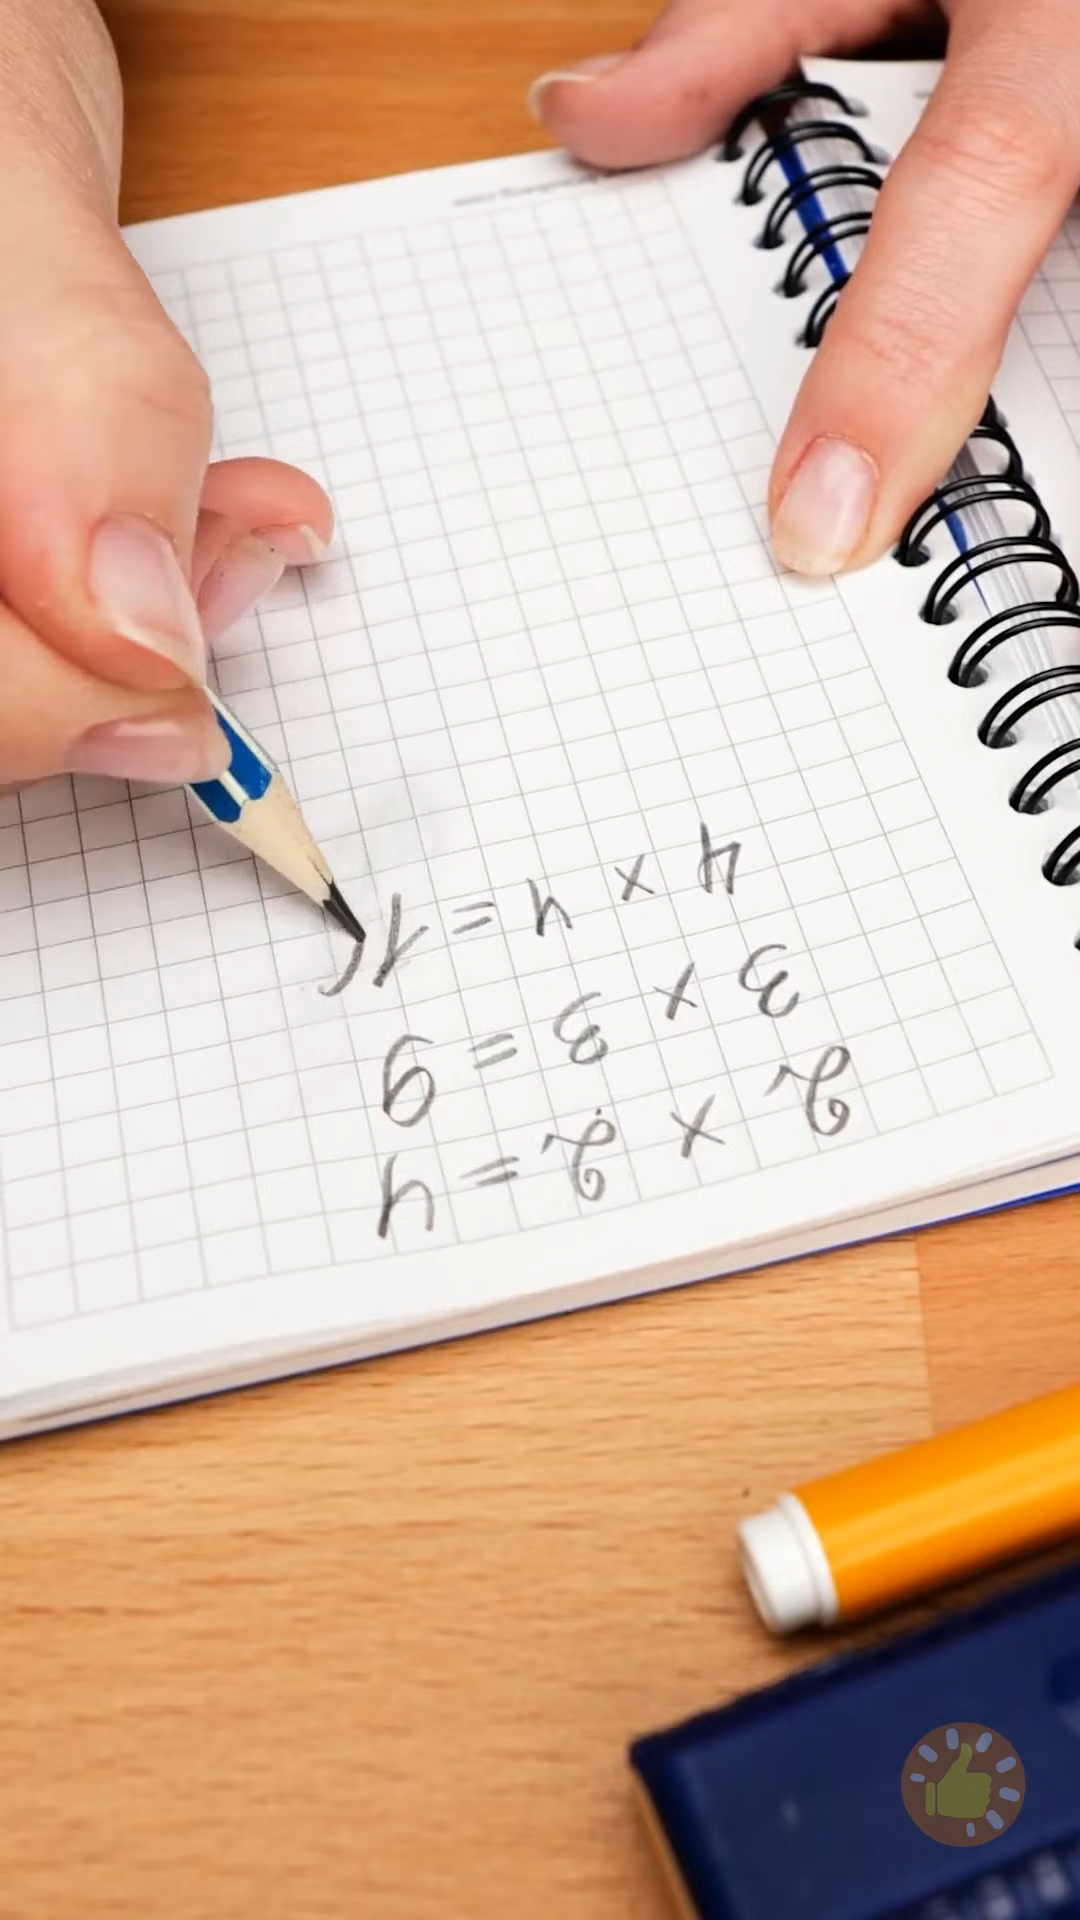 2 x 2 = 4
3 x 3 = 9
4 x 4 = 1